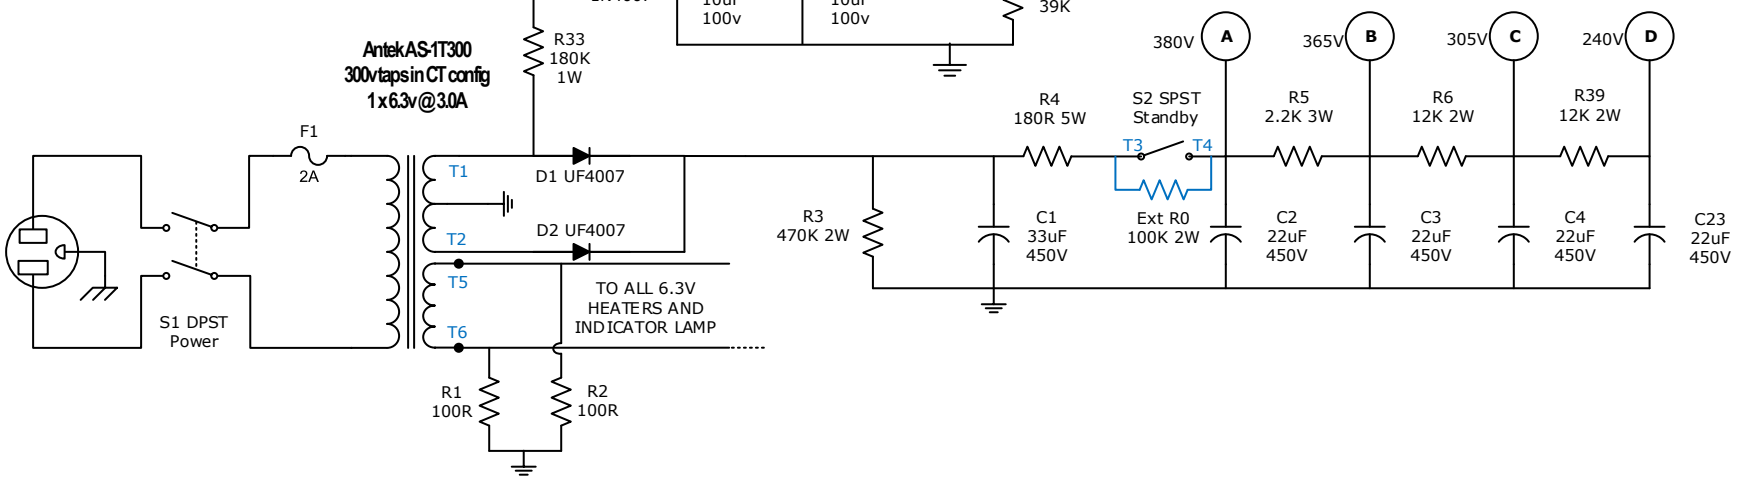 10uF
100v
10uF
100v
39K
R33
180K
1W
Antek AS-1T300
300v taps in CT config
1 x 6.3v @ 3.0A
380V
A
365V
B
305V
C
240V
D
F1
2A
R4
180R 5W
S2 SPST
Standby
R5
2.2K 3W
R6
12K 2W
R39
12K 2W
T1
D1 UF4007
T3
T4
T2
D2 UF4007
R3
470K 2W
C1
33uF
450V
Ext R0
100K 2W
C2
22uF
450V
C3
22uF
450V
C4
22uF
450V
C23
22uF
450V
T5
TO ALL 6.3V
HEATERS AND
INDICATOR LAMP
T6
S1 DPST
Power
R1
100R
R2
100R